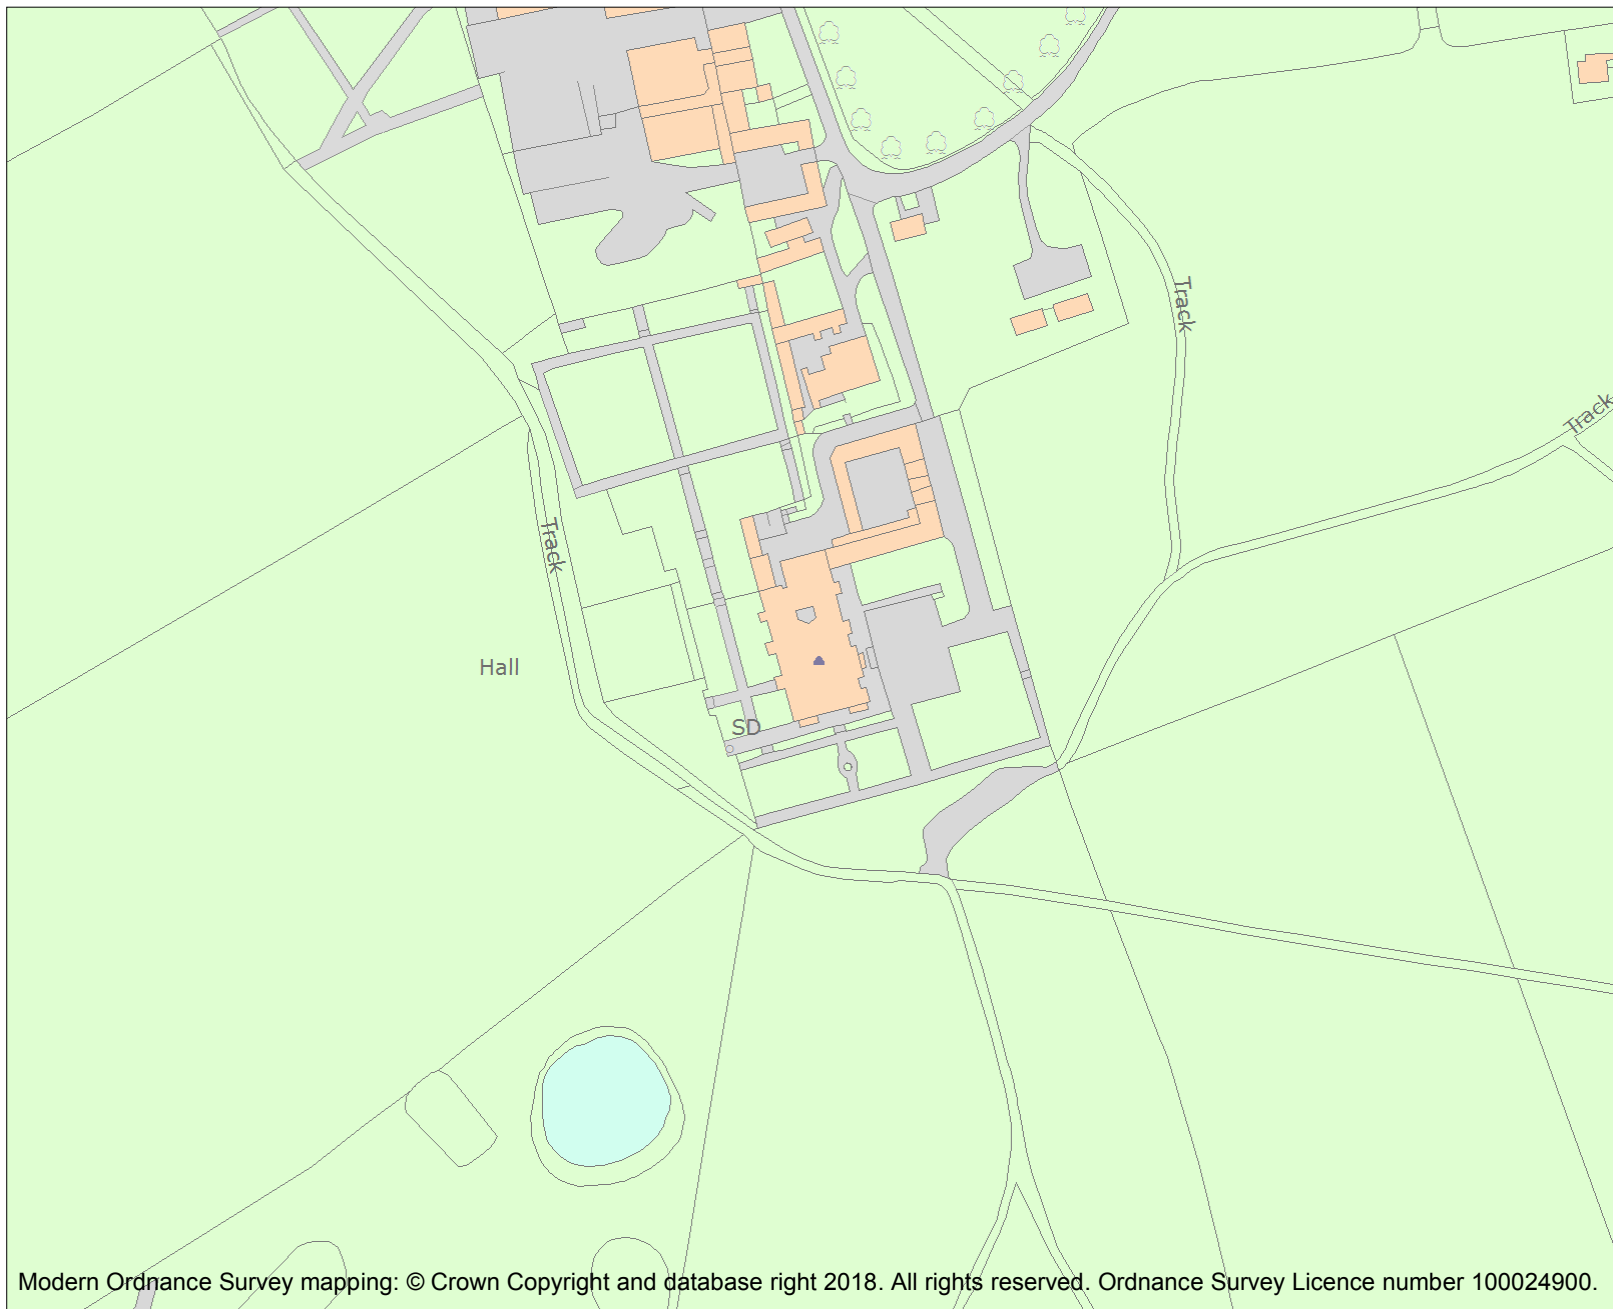 Track
Track
Track
Hall
SD
Modern Ordnance Survey mapping: © Crown Copyright and database right 2018. All rights reserved. Ordnance Survey Licence number 100024900.